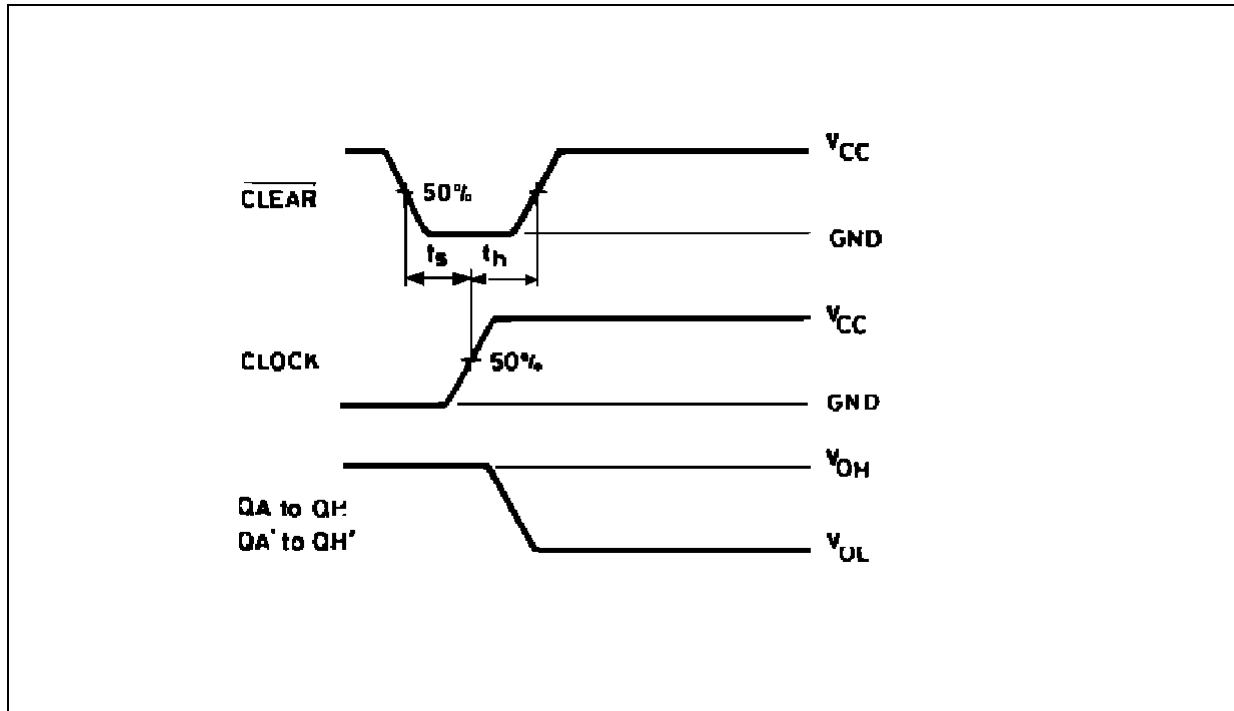 VCC
CLEAR
50%
GND
ts
th
VCC
CLOCK
50%
GND
VOH
QA to QH
QA' to QH'
VOL